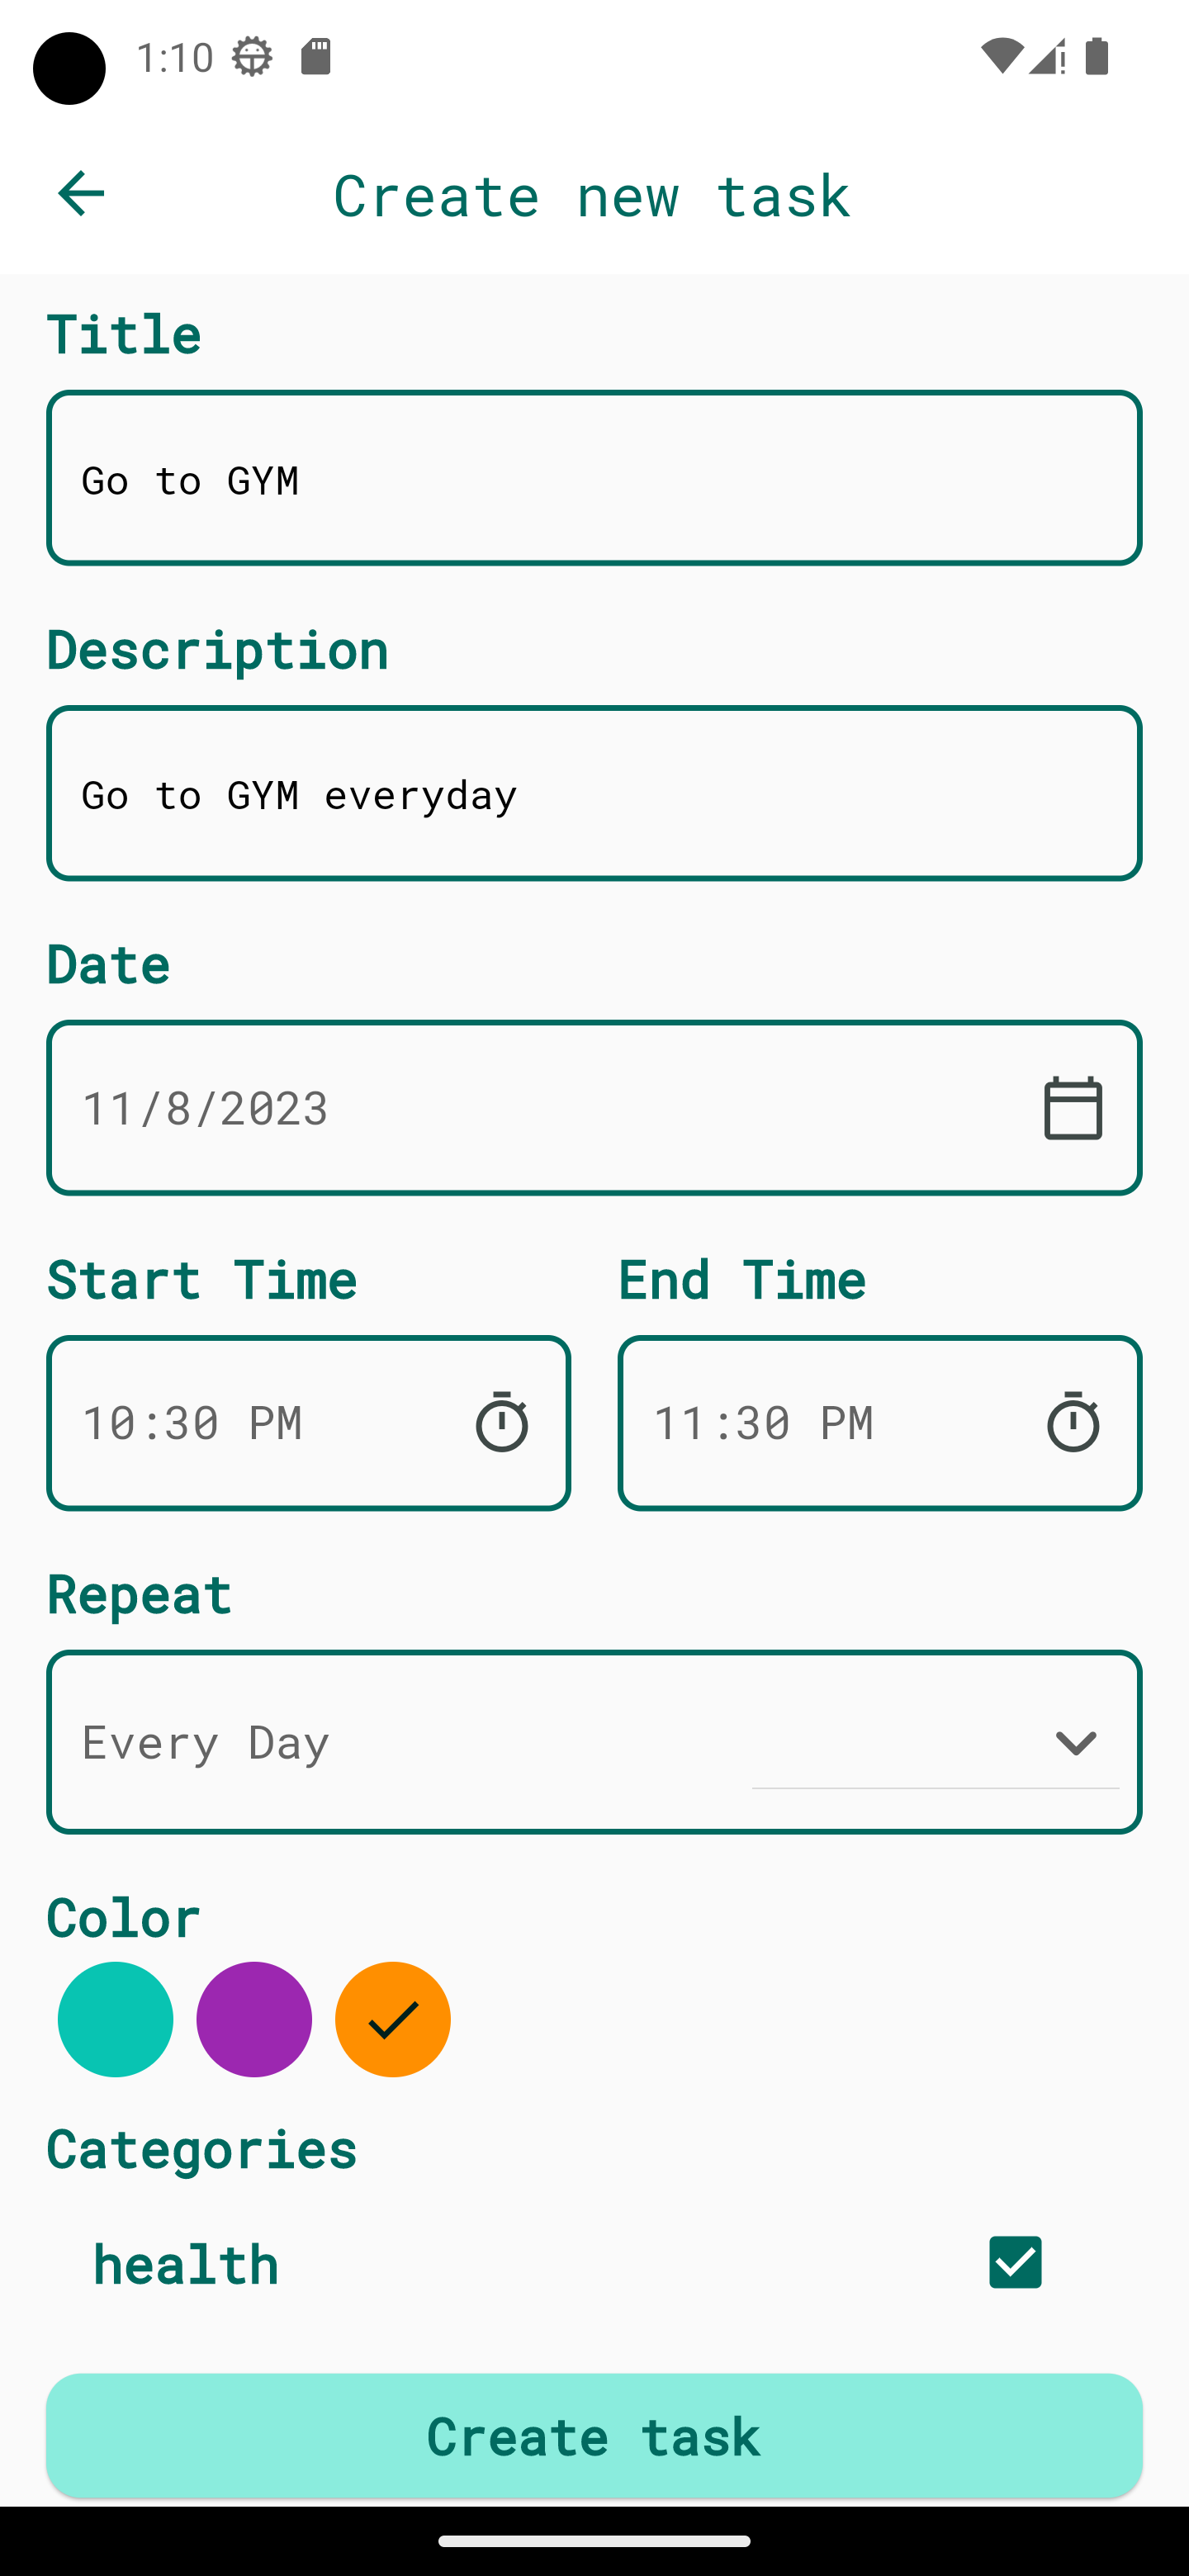 1:10
Create new task
Title
Go to GYM
Description
Go to GYM everyday
Date
11/8/2023
Start Time End Time
10:30 PM 11:30 PM
Repeat
Every Day
Color
Categories
health
Create task